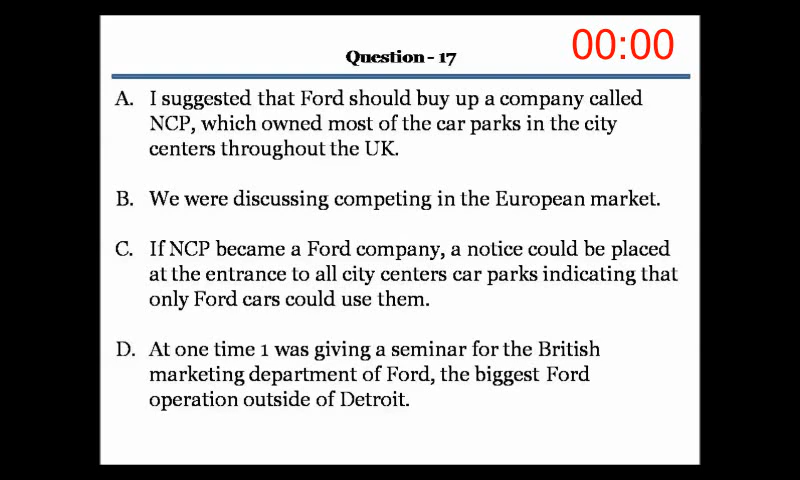 Question - 17
00:00
A. I suggested that Ford should buy up a company called
NCP, which owned most of the car parks in the city
centers throughout the UK.
B. We were discussing competing in the European market.
C. If NCP became a Ford company, a notice could be placed
at the entrance to all city centers car parks indicating that
only Ford cars could use them.
D. At one time 1 was giving a seminar for the British
marketing department of Ford, the biggest Ford
operation outside of Detroit.